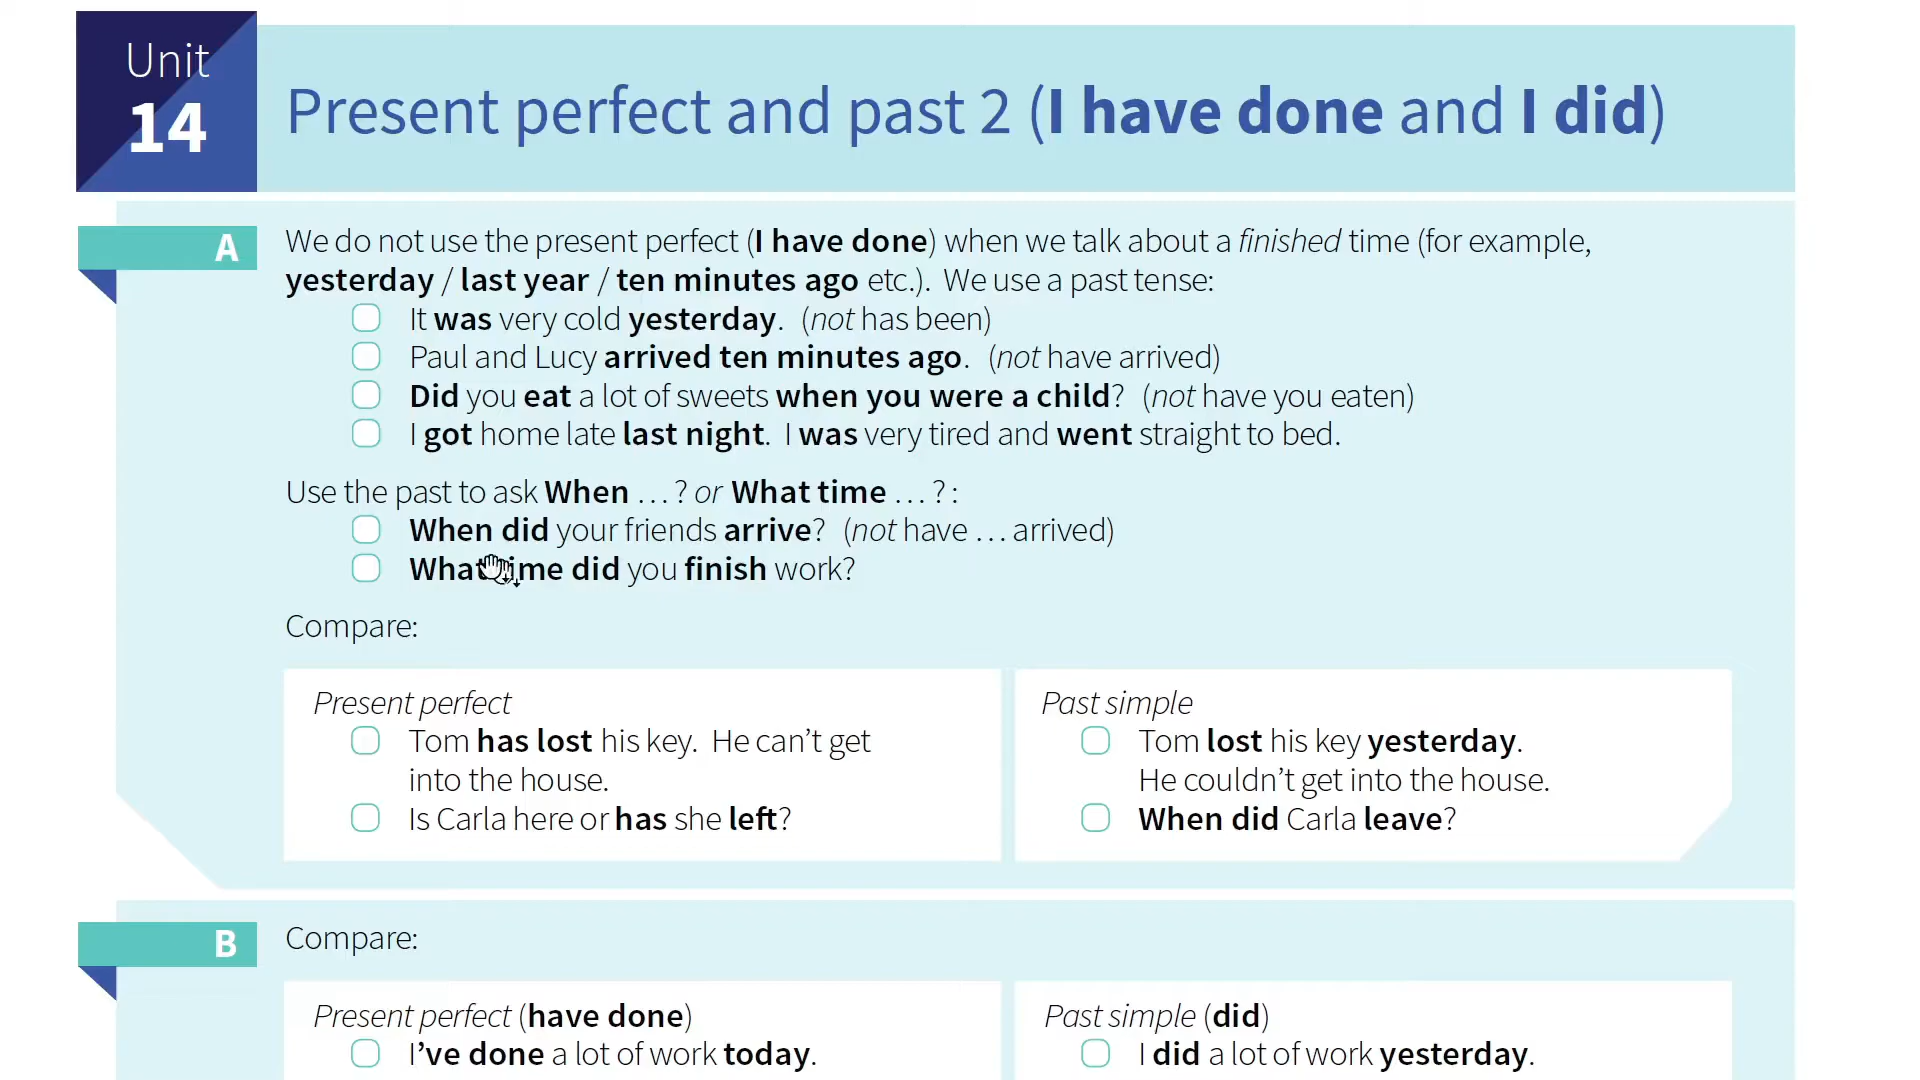 Unit
14
Present perfect and past 2 (I have done and I did)
A
We do not use the present perfect (I have done) when we talk about a finished time (for example,
yesterday / last year / ten minutes ago etc.). We use a past tense:
It was very cold yesterday. (not has been)
Paul and Lucy arrived ten minutes ago. (not have arrived)
Did you eat a lot of sweets when you were a child? (not have you eaten)
I got home late last night. I was very tired and went straight to bed.
Use the past to ask When …? or What time …? :
When did your friends arrive? (not have … arrived)
What time did you finish work?
Compare:
Present perfect
Tom has lost his key. He can't get
into the house.
Is Carla here or has she left?
Past simple
Tom lost his key yesterday.
He couldn't get into the house.
When did Carla leave?
B
Compare:
Present perfect (have done)
I've done a lot of work today.
Past simple (did)
I did a lot of work yesterday.